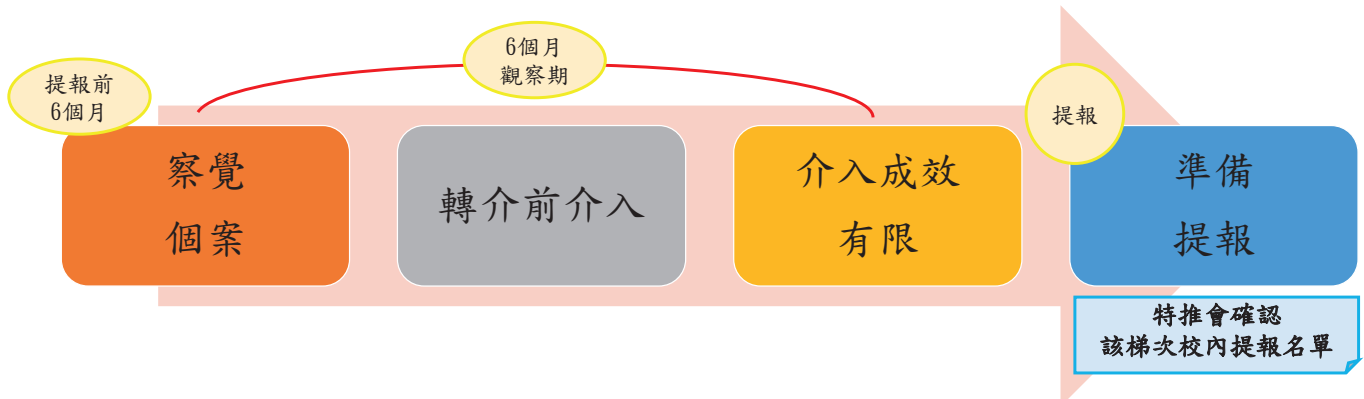 提報前
6個月
6個月
觀察期
提報
察覺
個案
轉介前介入
介入成效
有限
準備
提報
特推會確認
該梯次校內提報名單